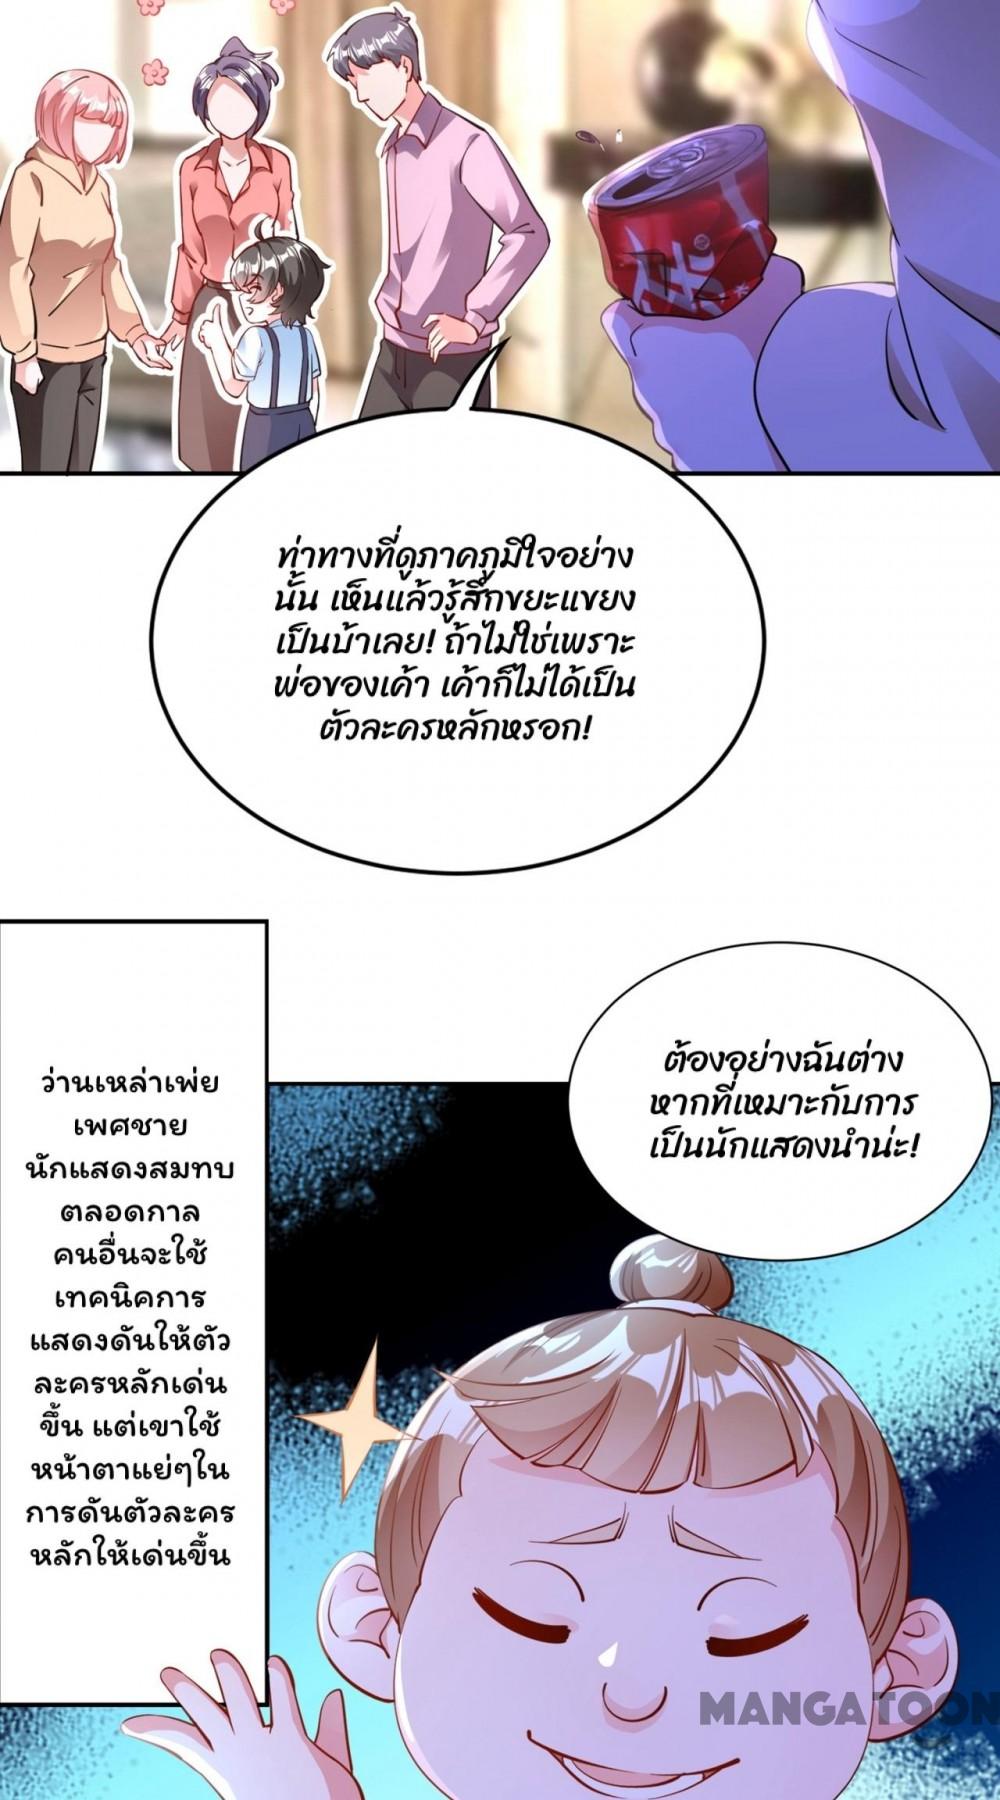 ท่าทางที่ดูภาคภูมิใจอย่าง
นั้น เห็นแล้วรู้สึกขยะแขยง
เป็นบ้าเลย! ถ้าไม่ใช่เพราะ
พ่อของเค้า เค้าก็ไม่ได้เป็น
ตัวละครหลักหรอก!
ต้องอย่างฉันต่าง
หากที่เหมาะกับการ
เป็นนักแสดงนำน่ะ!
ว่านเหล่าเพ่ย
เพศชาย
นักแสดงสมทบ
ตลอดกาล
คนอื่นจะใช้
เทคนิคการ
แสดงดันให้ตัว
ละครหลักเด่น
ขึ้น แต่เขาใช้
หน้าตาแย่ๆใน
การดันตัวละคร
หลักให้เด่นขึ้น
MANGATOON